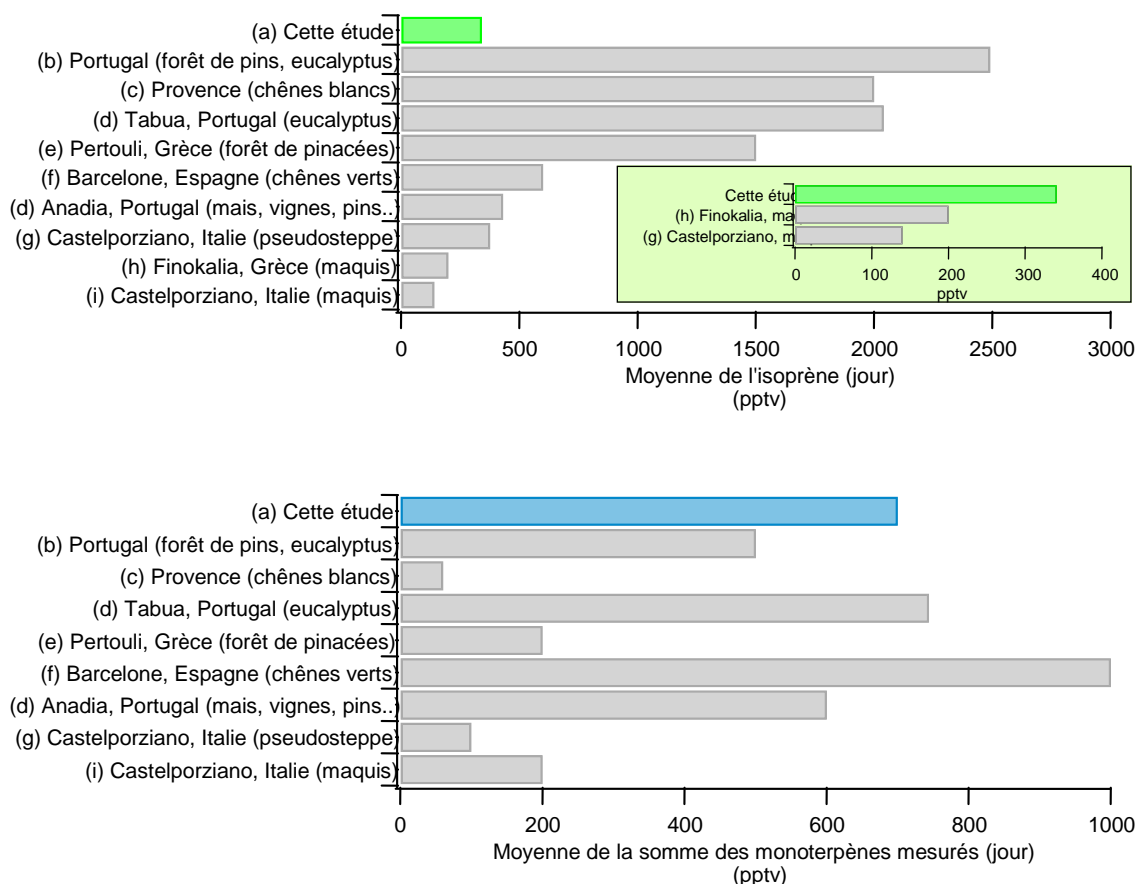 (a) Cette étude
(b) Portugal (forêt de pins, eucalyptus)
(c) Provence (chênes blancs)
(d) Tabua, Portugal (eucalyptus)
(e) Pertouli, Grèce (forêt de pinacées)
(f) Barcelone, Espagne (chênes verts)
(d) Anadia, Portugal (mais, vignes, pins..)
(g) Castelporziano, Italie (pseudosteppe)
(h) Finokalia, Grèce (maquis)
(i) Castelporziano, Italie (maquis)
Cette étud
(h) Finokalia, ma
(g) Castelporziano, m
0 100 200 300 400
pptv
0 500 1000 1500 2000 2500 3000
Moyenne de l'isoprène (jour)
(pptv)
(a) Cette étude
(b) Portugal (forêt de pins, eucalyptus)
(c) Provence (chênes blancs)
(d) Tabua, Portugal (eucalyptus)
(e) Pertouli, Grèce (forêt de pinacées)
(f) Barcelone, Espagne (chênes verts)
(d) Anadia, Portugal (mais, vignes, pins..)
(g) Castelporziano, Italie (pseudosteppe)
(i) Castelporziano, Italie (maquis)
0 200 400 600 800 1000
Moyenne de la somme des monoterpènes mesurés (jour)
(pptv)